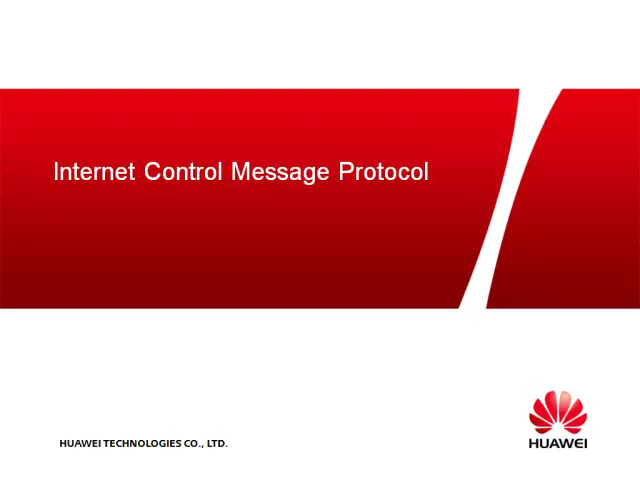 Internet Control Message Protocol
HUAWEI TECHNOLOGIES CO., LTD.
HUAWEI